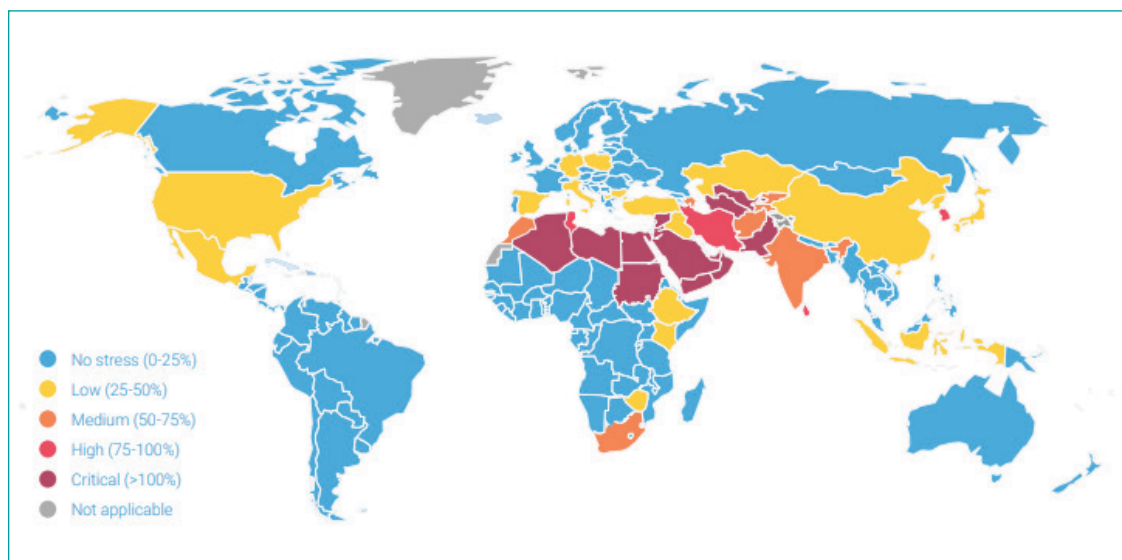 No stress (0-25%)
Low (25-50%)
Medium (50-75%)
High (75-100%)
Critical (>100%)
Not applicable